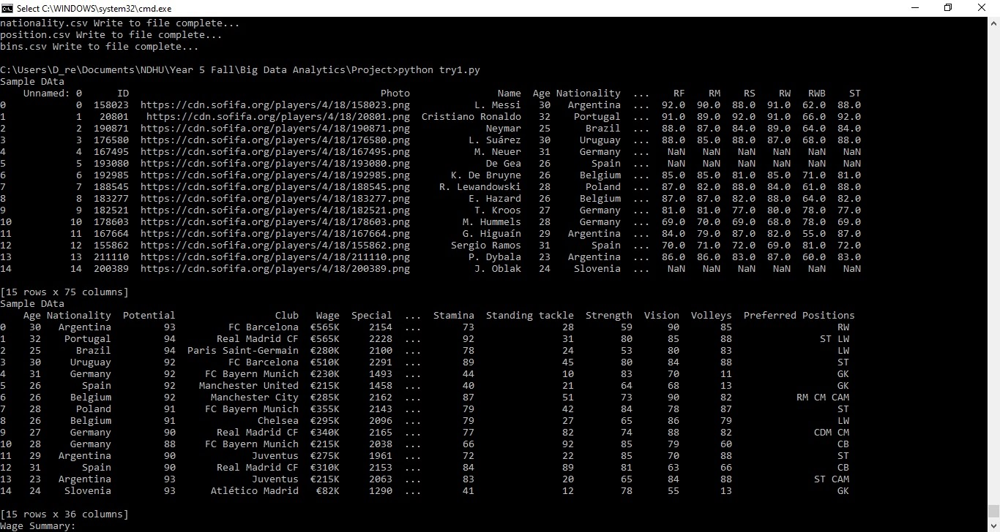 Select C:\WINDOWS\system32\cmd.exe
nationality.csv Write to file complete...
position.csv Write to file complete...
bins.csv Write to file complete...
C:\Users\D_re\Documents\NDHU\Year 5 Fall\Big Data Analytics\Project>python try1.py
Sample DAta
Unnamed: 0 ID Photo Name Age Nationality ... RF RM RS RW RWB ST
0 0 158023 https://cdn.sofifa.org/players/4/18/158023.png L. Messi 30 Argentina ... 92.0 90.0 88.0 91.0 62.0 88.0
1 1 20801 https://cdn.sofifa.org/players/4/18/20801.png Cristiano Ronaldo 32 Portugal ... 91.0 89.0 92.0 91.0 66.0 92.0
2 2 190871 https://cdn.sofifa.org/players/4/18/190871.png Neymar 25 Brazil ... 88.0 87.0 84.0 89.0 64.0 84.0
3 3 176580 https://cdn.sofifa.org/players/4/18/176580.png L. Suárez 30 Uruguay ... 88.0 85.0 88.0 87.0 68.0 88.0
4 4 167495 https://cdn.sofifa.org/players/4/18/167495.png M. Neuer 31 Germany ... NaN NaN NaN NaN NaN NaN
5 5 193080 https://cdn.sofifa.org/players/4/18/193080.png De Gea 26 Spain ... NaN NaN NaN NaN NaN NaN
6 6 192985 https://cdn.sofifa.org/players/4/18/192985.png K. De Bruyne 26 Belgium ... 85.0 85.0 81.0 85.0 71.0 81.0
7 7 188545 https://cdn.sofifa.org/players/4/18/188545.png R. Lewandowski 28 Poland ... 87.0 82.0 88.0 84.0 61.0 88.0
8 8 183277 https://cdn.sofifa.org/players/4/18/183277.png E. Hazard 26 Belgium ... 87.0 87.0 82.0 88.0 64.0 82.0
9 9 182521 https://cdn.sofifa.org/players/4/18/182521.png T. Kroos 27 Germany ... 81.0 81.0 77.0 80.0 78.0 77.0
10 10 178603 https://cdn.sofifa.org/players/4/18/178603.png M. Hummels 28 Germany ... 69.0 70.0 69.0 68.0 78.0 69.0
11 11 167664 https://cdn.sofifa.org/players/4/18/167664.png G. Higuaín 29 Argentina ... 84.0 79.0 87.0 82.0 55.0 87.0
12 12 155862 https://cdn.sofifa.org/players/4/18/155862.png Sergio Ramos 31 Spain ... 70.0 71.0 72.0 69.0 81.0 72.0
13 13 211110 https://cdn.sofifa.org/players/4/18/211110.png P. Dybala 23 Argentina ... 86.0 86.0 83.0 87.0 60.0 83.0
14 14 200389 https://cdn.sofifa.org/players/4/18/200389.png J. Oblak 24 Slovenia ... NaN NaN NaN NaN NaN NaN
[15 rows x 75 columns]
Sample DAta
Age Nationality Potential Club Wage Special ... Stamina Standing tackle Strength Vision Volleys Preferred Positions
0 30 Argentina 93 FC Barcelona €565K 2154 ... 73 28 59 90 85 RW
1 32 Portugal 94 Real Madrid CF €565K 2228 ... 92 31 80 85 88 ST LW
2 25 Brazil 94 Paris Saint-Germain €280K 2100 ... 78 24 53 80 83 LW
3 30 Uruguay 92 FC Barcelona €510K 2291 ... 89 45 80 84 88 ST
4 31 Germany 92 FC Bayern Munich €230K 1493 ... 44 10 83 70 11 GK
5 26 Spain 92 Manchester United €215K 1458 ... 40 21 64 68 13 GK
6 26 Belgium 92 Manchester City €285K 2162 ... 87 51 73 90 82 RM CM CAM
7 28 Poland 91 FC Bayern Munich €355K 2143 ... 79 42 84 78 87 ST
8 26 Belgium 91 Chelsea €295K 2096 ... 79 27 65 86 79 LW
9 27 Germany 90 Real Madrid CF €340K 2165 ... 77 82 74 88 82 CDM CM
10 28 Germany 88 FC Bayern Munich €215K 2038 ... 66 92 85 79 60 CB
11 29 Argentina 90 Juventus €275K 1961 ... 72 22 85 70 88 ST
12 31 Spain 90 Real Madrid CF €310K 2153 ... 84 89 81 63 66 CB
13 23 Argentina 93 Juventus €215K 2063 ... 83 20 65 84 88 ST CAM
14 24 Slovenia 93 Atlético Madrid €82K 1290 ... 41 12 78 55 13 GK
[15 rows x 36 columns]
Wage Summary: